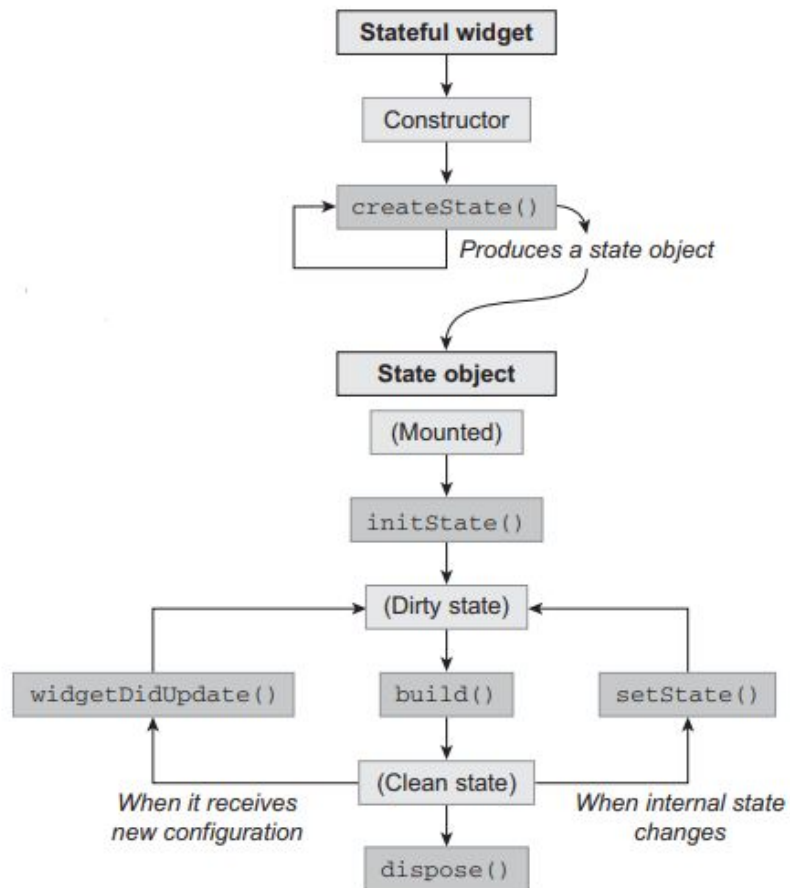 Stateful widget
Constructor
createState()
Produces a state object
State object
(Mounted)
initState()
(Dirty state)
widgetDidUpdate()
build()
setState()
(Clean state)
When it receives
new configuration
When internal state
changes
dispose()